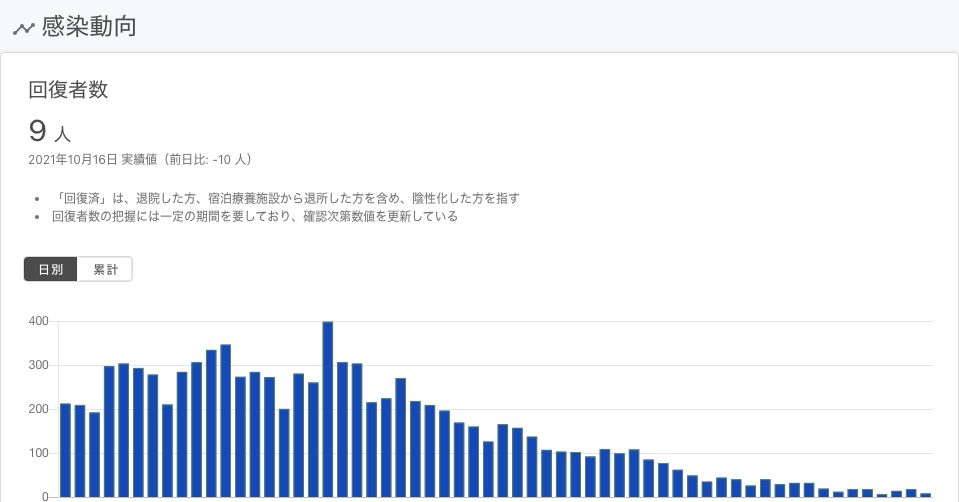 感染動向
回復者数
9 人
2021年10月16日 実績値（前日比: -10 人）
• 「回復済」は、退院した方、宿泊療養施設から退所した方を含め、陰性化した方を指す
• 回復者数の把握には一定の期間を要しており、確認次第数値を更新している
日別 累計
400
300
200
100
0